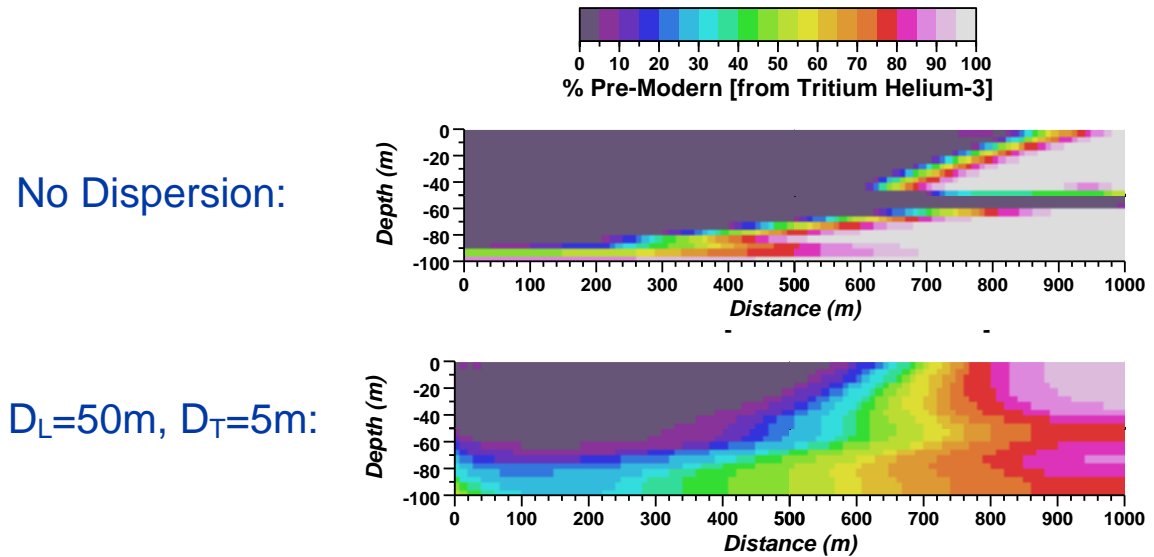 0 10 20 30 40 50 60 70 80 90 100
% Pre-Modern [from Tritium Helium-3]
No Dispersion:
Depth (m)
0
-20
-40
-60
-80
-100
0 100 200 300 400 500 600 700 800 900 1000
Distance (m)
- -
D_L=50m, D_T=5m:
Depth (m)
0
-20
-40
-60
-80
-100
0 100 200 300 400 500 600 700 800 900 1000
Distance (m)